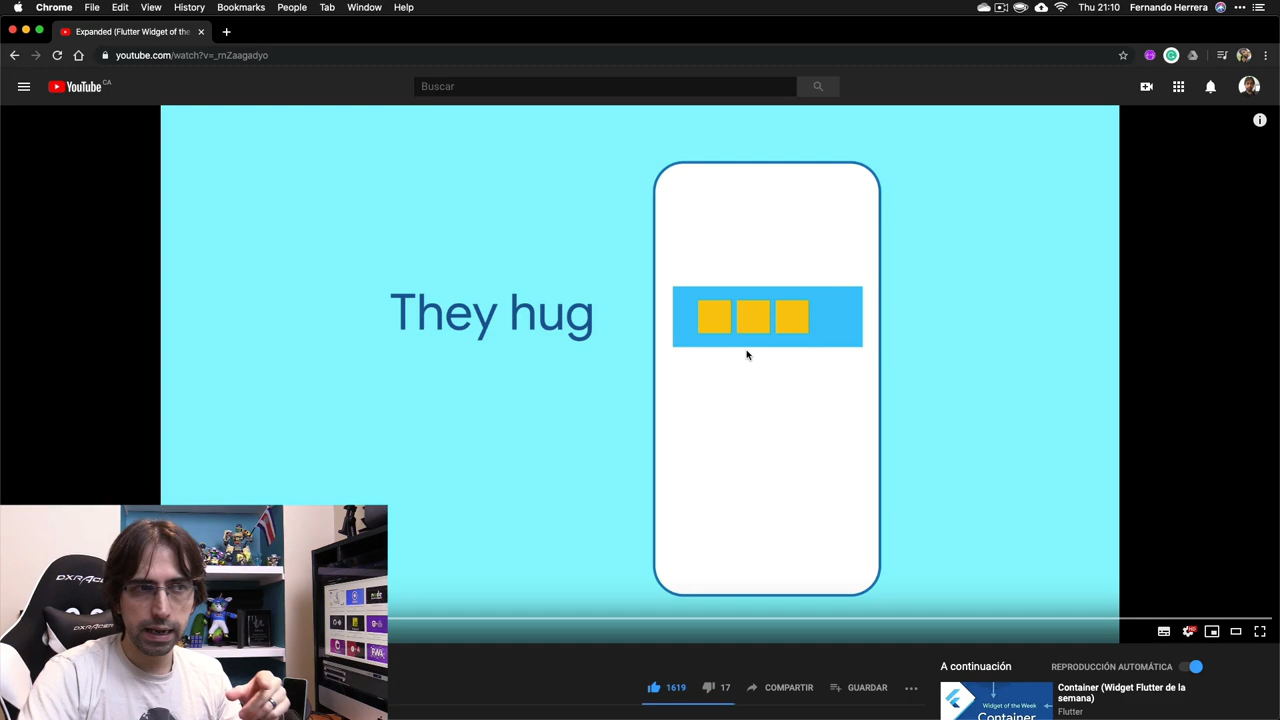 Chrome File Edit View History Bookmarks People Tab Window Help Thu 21:10 Fernando Herrera
Expanded (Flutter Widget of the
youtube.com/watch?v=_rnZaagadyo
YouTube CA
Buscar
They hug
DXRACER
1619 17 COMPARTIR GUARDAR
A continuación REPRODUCCIÓN AUTOMÁTICA
Container (Widget Flutter de la
semana)
Flutter
Widget of the Week
Container